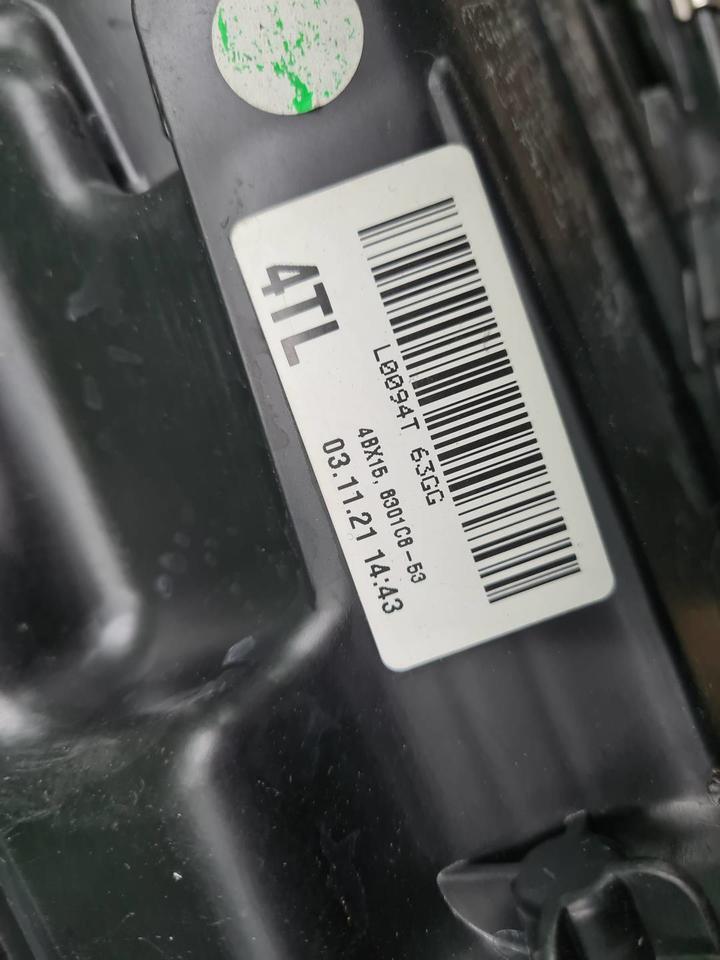 L0094T 63GG
4TL
4BX15, 8301C8-53
03.11.21 14:43